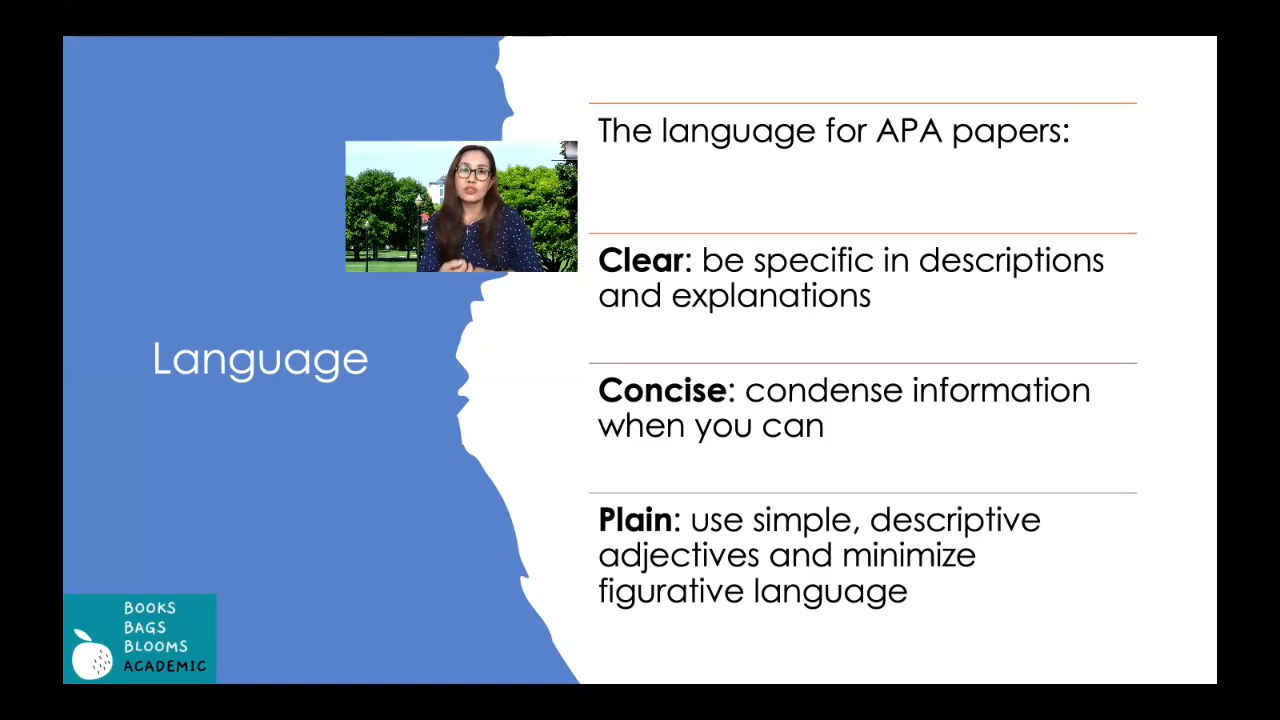 Language
The language for APA papers:
Clear: be specific in descriptions
and explanations
Concise: condense information
when you can
Plain: use simple, descriptive
adjectives and minimize
figurative language
BOOKS
BAGS
BLOOMS
ACADEMIC